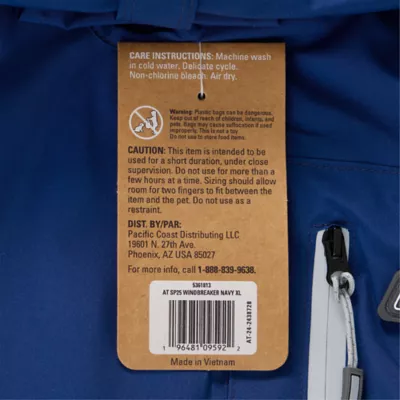 CARE INSTRUCTIONS: Machine wash
in cold water. Delicate cycle.
Non-chlorine bleach. Air dry.
Warning: Plastic bags can be dangerous.
Keep out of reach of children, infants, and
pets. Bags may cause suffocation if used
improperly. This is not a toy
Do not use to store food items.
CAUTION: This item is intended to be
used for a short duration, under close
supervision. Do not use for more than a
few hours at a time. Sizing should allow
room for two fingers to fit between the
item and the pet. Do not use as a
restraint.
DIST. BY/PAR:
Pacific Coast Distributing LLC
19601 N. 27th Ave.
Phoenix, AZ USA 85027
For more info, call 1-888-839-9638.
5361813
AT SP25 WINDBREAKER NAVY XL
1 96481 09592 2
AT-24-2438728
Made in Vietnam